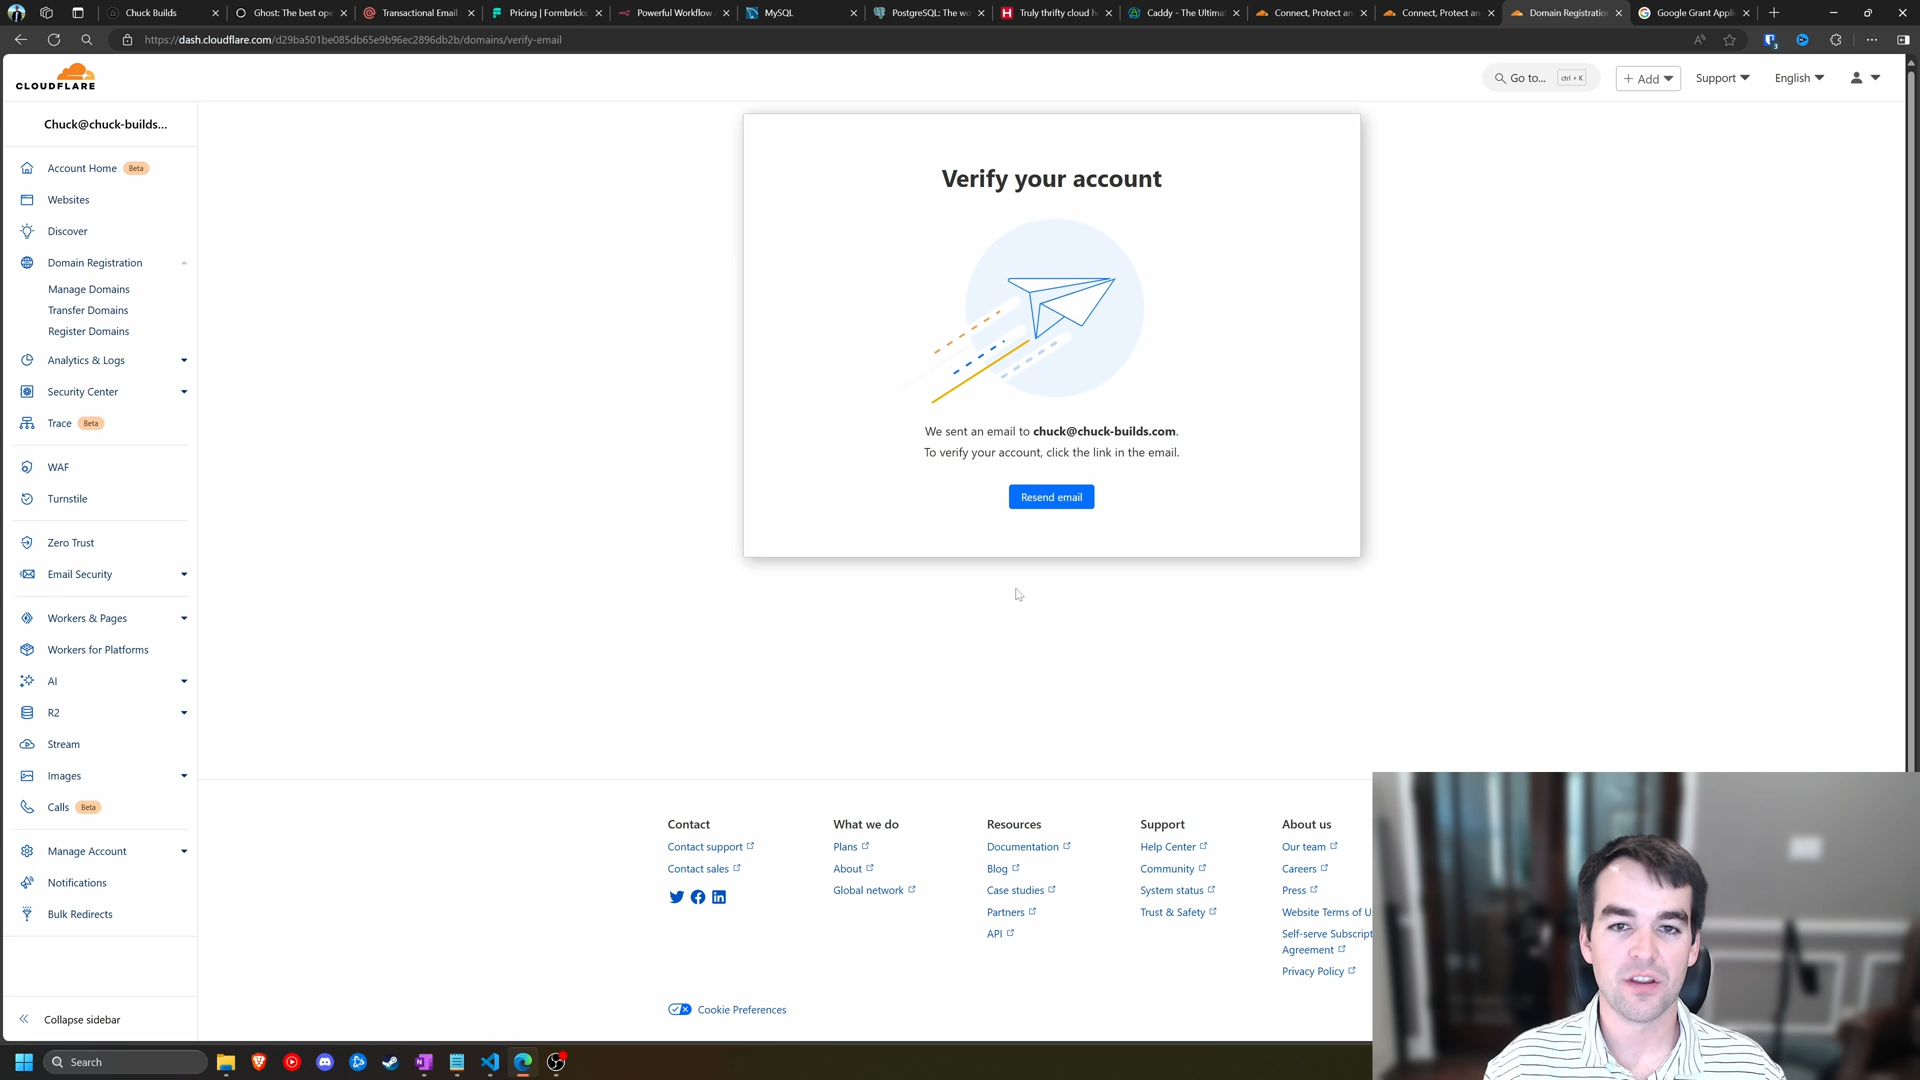 Chuck Builds
Ghost: The best ope
Transactional Email
Pricing | Formbricks
Powerful Workflow
MySQL
PostgreSQL: The wo
Truly thrifty cloud ho
Caddy - The Ultima
Connect, Protect an
Connect, Protect an
Domain Registratio
Google Grant Appli
https://dash.cloudflare.com/d29ba501be085db65e9b96ec2896db2b/domains/verify-email
CLOUDFLARE
Go to...
ctrl + K
+ Add
Support
English
Chuck@chuck-builds...
Account Home Beta
Websites
Discover
Domain Registration
Manage Domains
Transfer Domains
Register Domains
Analytics & Logs
Security Center
Trace Beta
WAF
Turnstile
Zero Trust
Email Security
Workers & Pages
Workers for Platforms
AI
R2
Stream
Images
Calls Beta
Manage Account
Notifications
Bulk Redirects
Collapse sidebar
Verify your account
We sent an email to chuck@chuck-builds.com.
To verify your account, click the link in the email.
Resend email
Contact
Contact support
Contact sales
What we do
Plans
About
Global network
Resources
Documentation
Blog
Case studies
Partners
API
Support
Help Center
Community
System status
Trust & Safety
About us
Our team
Careers
Press
Website Terms of U
Self-serve Subscript
Agreement
Privacy Policy
Cookie Preferences
Search